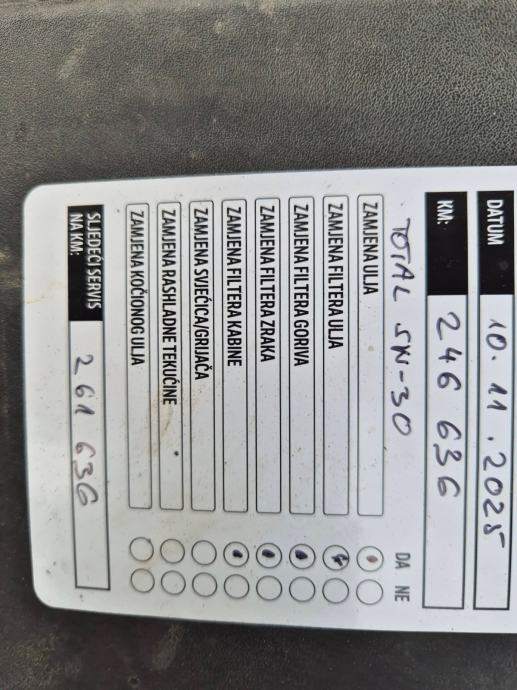 DATUM 10.11.2025
KM: 246 636
DA NE
ZAMJENA ULJA
TOTAL 5W-30
ZAMJENA FILTERA ULJA
ZAMJENA FILTERA GORIVA
ZAMJENA FILTERA ZRAKA
ZAMJENA FILTERA KABINE
ZAMJENA SVJEĆICA/GRIJAČA
ZAMJENA RASHLADNE TEKUĆINE
ZAMJENA KOČIONOG ULJA
SLJEDEĆI SERVIS
NA KM: 261 636